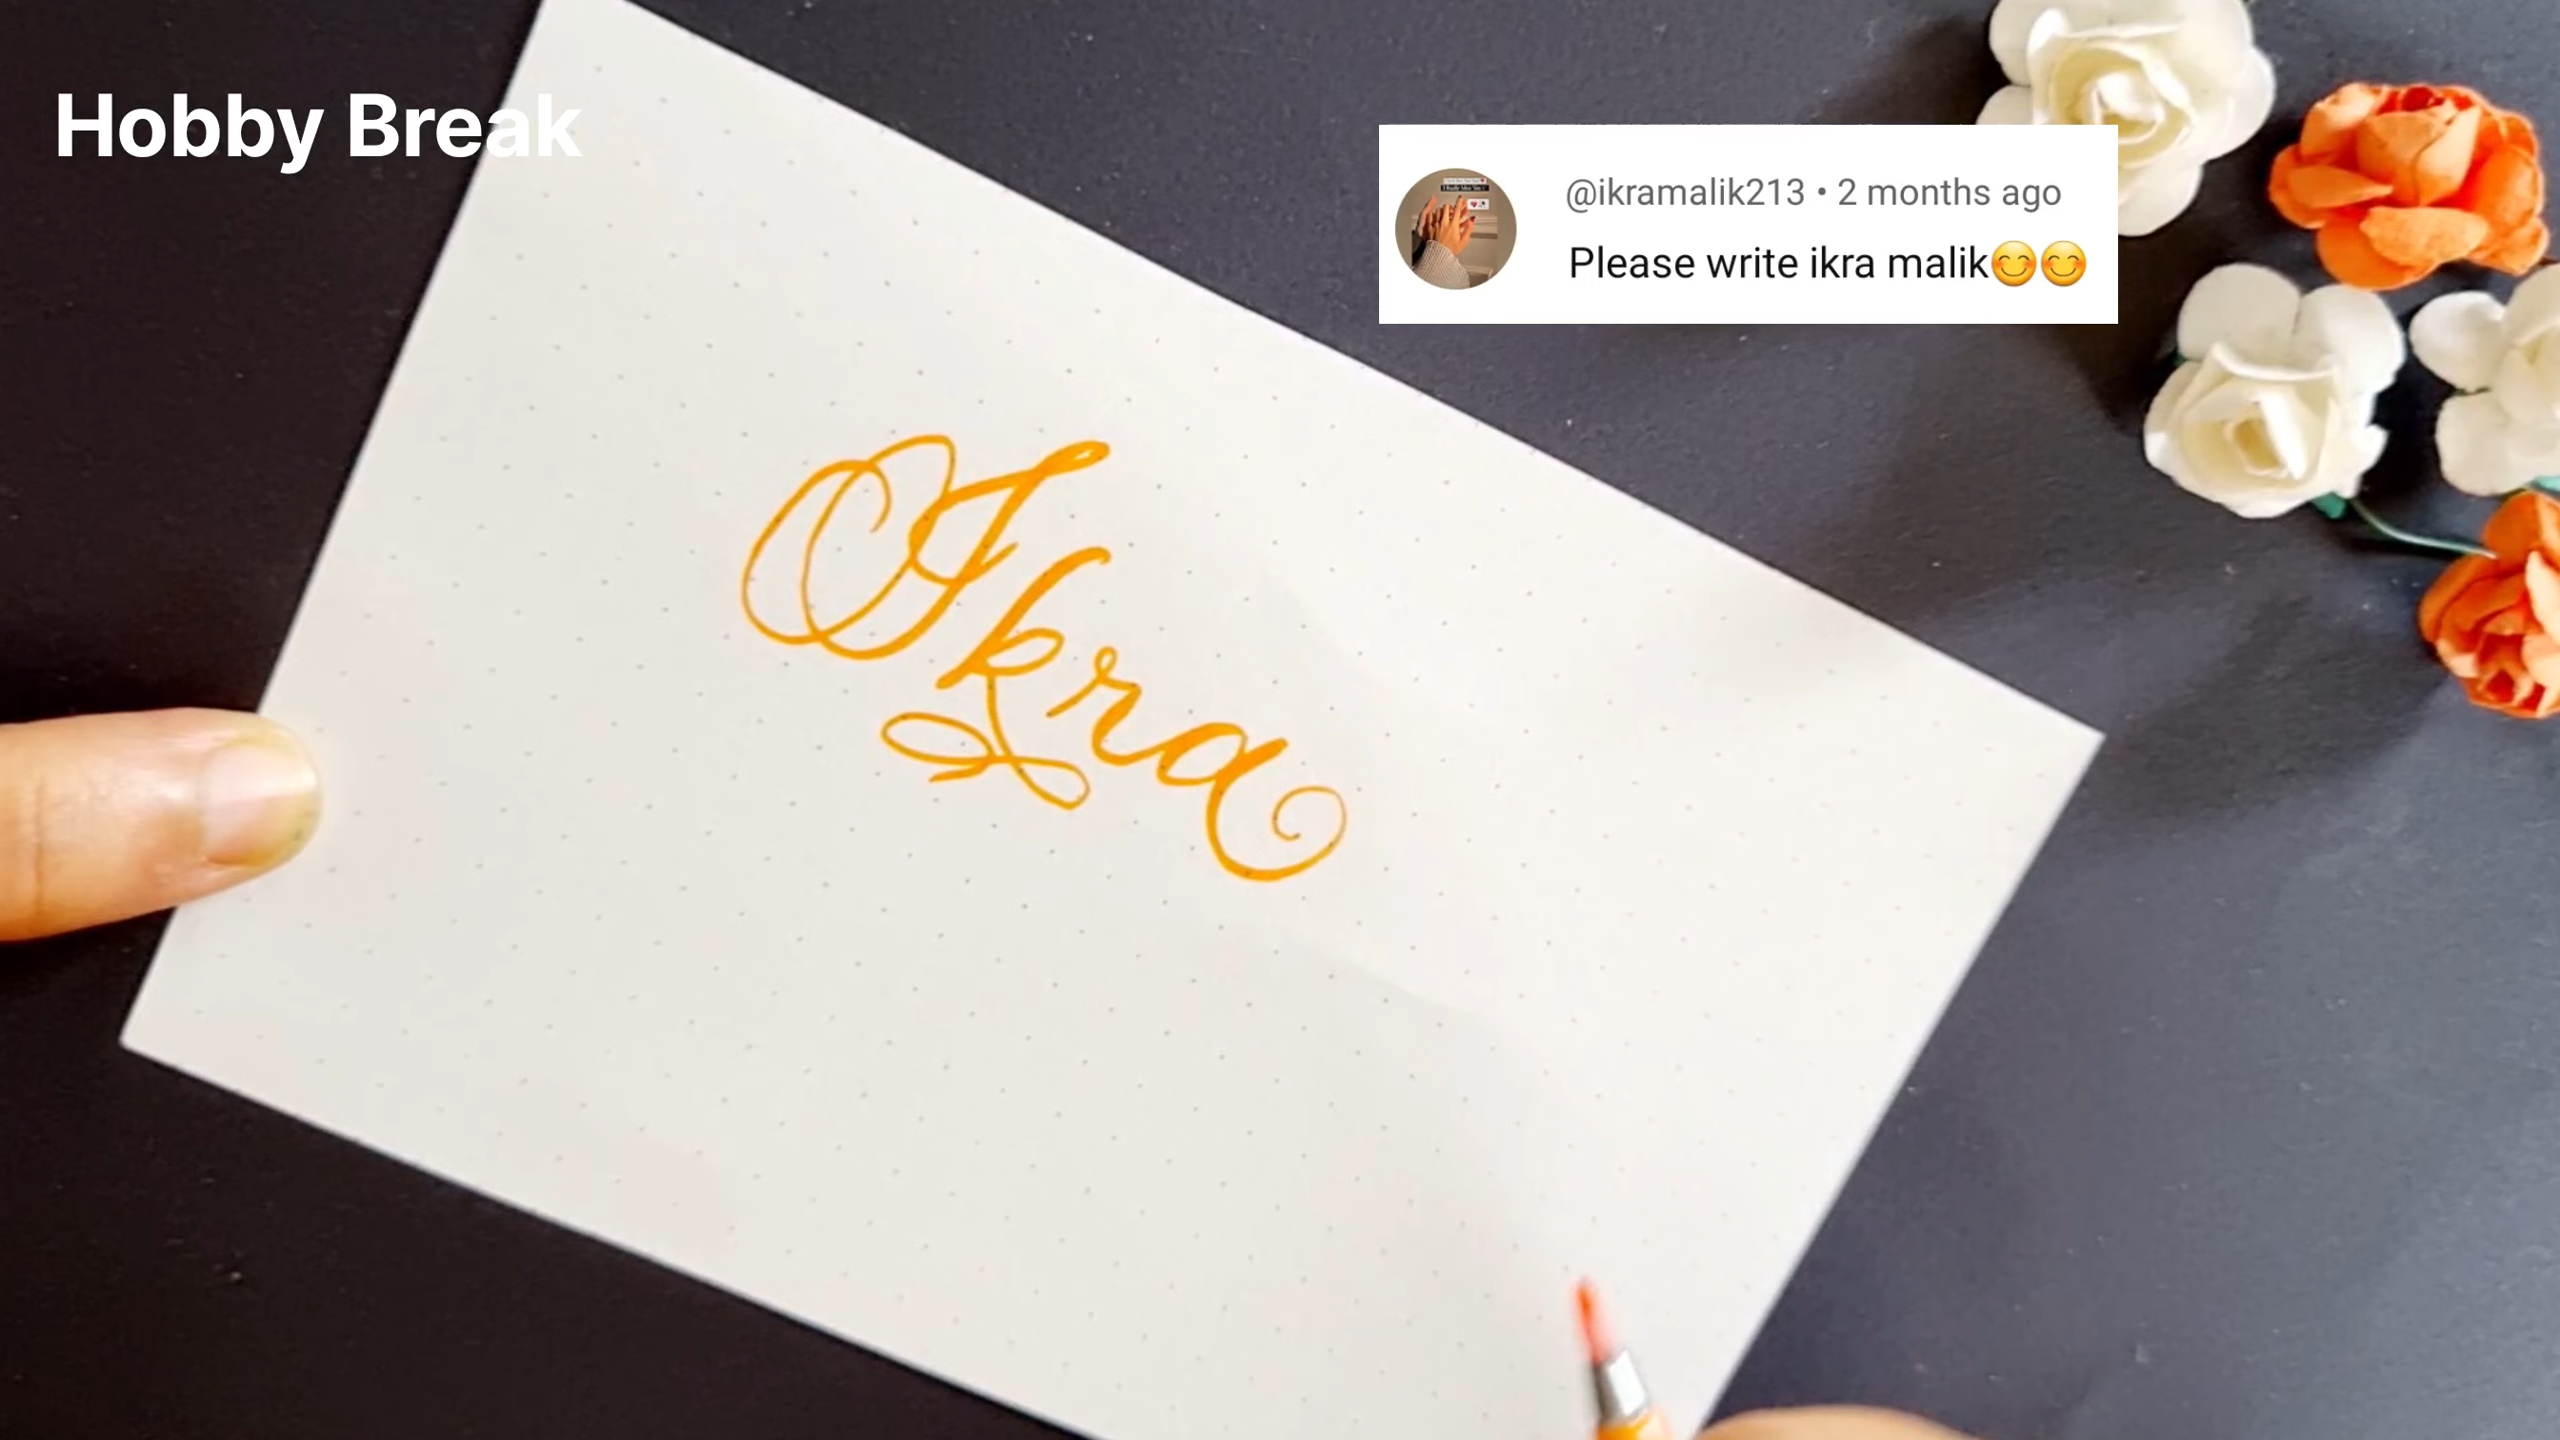 Hobby Break
@ikramalik213 • 2 months ago
Please write ikra malik😊😊
Ikra